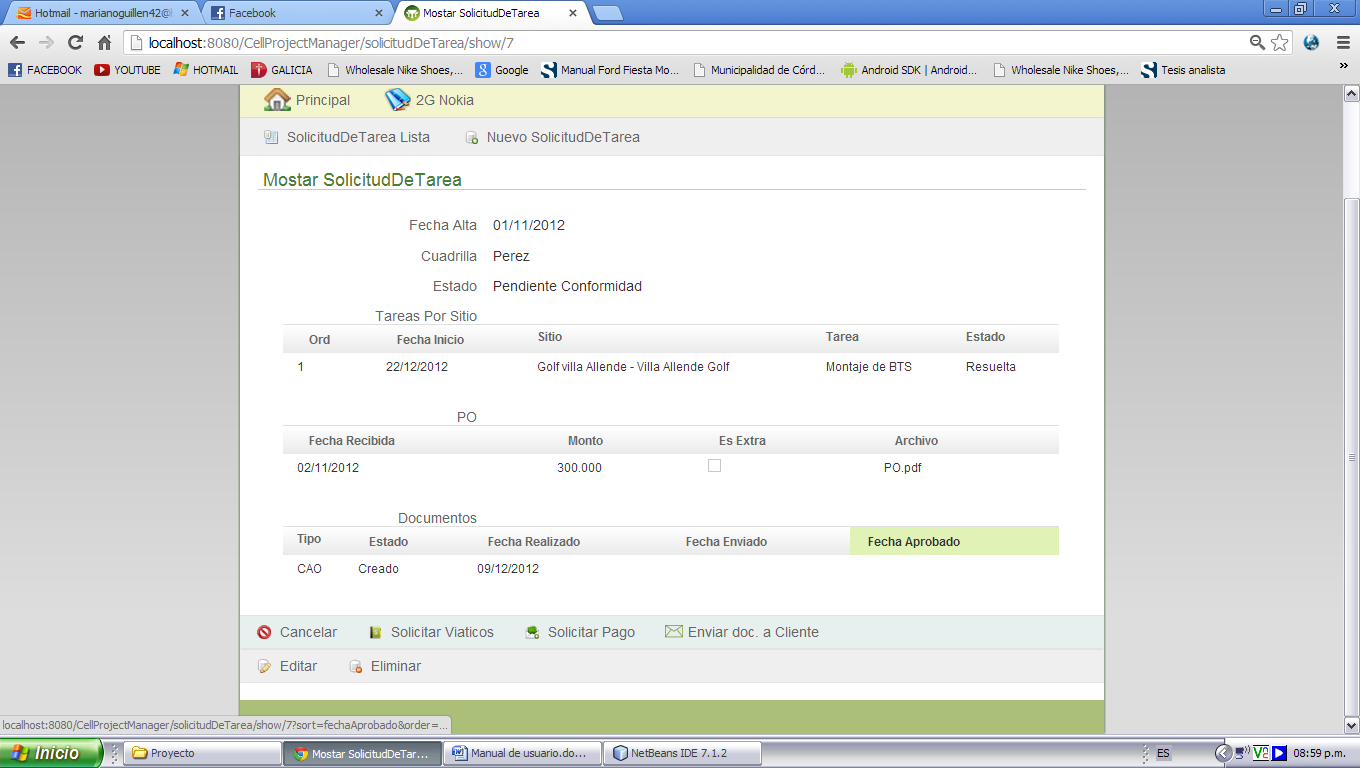 Hotmail - marianoguillen42@
Facebook
Mostar SolicitudDeTarea
localhost:8080/CellProjectManager/solicitudDeTarea/show/7
FACEBOOK YOUTUBE HOTMAIL GALICIA Wholesale Nike Shoes,... Google Manual Ford Fiesta Mo... Municipalidad de Córd... Android SDK | Android... Wholesale Nike Shoes,... Tesis analista »
Principal 2G Nokia
SolicitudDeTarea Lista Nuevo SolicitudDeTarea
Mostar SolicitudDeTarea
Fecha Alta 01/11/2012
Cuadrilla Perez
Estado Pendiente Conformidad
Tareas Por Sitio
Ord Fecha Inicio Sitio Tarea Estado
1 22/12/2012 Golf villa Allende - Villa Allende Golf Montaje de BTS Resuelta
PO
Fecha Recibida Monto Es Extra Archivo
02/11/2012 300.000 PO.pdf
Documentos
Tipo Estado Fecha Realizado Fecha Enviado Fecha Aprobado
CAO Creado 09/12/2012
Cancelar Solicitar Viaticos Solicitar Pago Enviar doc. a Cliente
Editar Eliminar
localhost:8080/CellProjectManager/solicitudDeTarea/show/7?sort=fechaAprobado&order=...
Inicio Proyecto Mostar SolicitudDeTar... Manual de usuario.do... NetBeans IDE 7.1.2 ES 08:59 p.m.